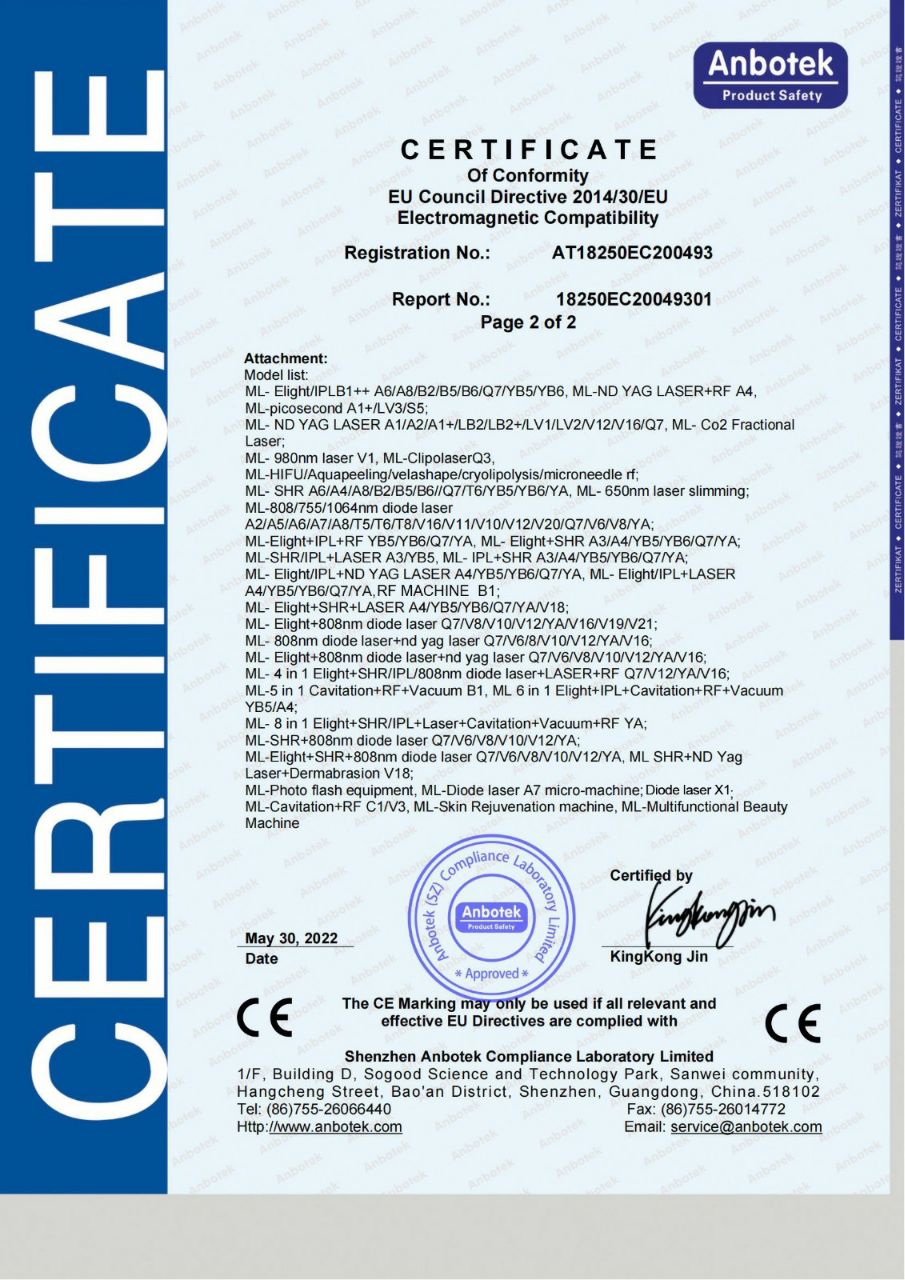 CERTIFICATE
Anbotek
Product Safety
CERTIFICATE
Of Conformity
EU Council Directive 2014/30/EU
Electromagnetic Compatibility
Registration No.: AT18250EC200493
Report No.: 18250EC20049301
Page 2 of 2
Attachment:
Model list:
ML- Elight/IPLB1++ A6/A8/B2/B5/B6/Q7/YB5/YB6, ML-ND YAG LASER+RF A4,
ML-picosecond A1+/LV3/S5;
ML- ND YAG LASER A1/A2/A1+/LB2/LB2+/LV1/LV2/V12/V16/Q7, ML- Co2 Fractional
Laser;
ML- 980nm laser V1, ML-ClipolaserQ3,
ML-HIFU/Aquapeeling/velashape/cryolipolysis/microneedle rf;
ML- SHR A6/A4/A8/B2/B5/B6//Q7/T6/YB5/YB6/YA, ML- 650nm laser slimming;
ML-808/755/1064nm diode laser
A2/A5/A6/A7/A8/T5/T6/T8/V16/V11/V10/V12/V20/Q7/V6/V8/YA;
ML-Elight+IPL+RF YB5/YB6/Q7/YA, ML- Elight+SHR A3/A4/YB5/YB6/Q7/YA;
ML-SHR/IPL+LASER A3/YB5, ML- IPL+SHR A3/A4/YB5/YB6/Q7/YA;
ML- Elight/IPL+ND YAG LASER A4/YB5/YB6/Q7/YA, ML- Elight/IPL+LASER
A4/YB5/YB6/Q7/YA,RF MACHINE B1;
ML- Elight+SHR+LASER A4/YB5/YB6/Q7/YA/V18;
ML- Elight+808nm diode laser Q7/V8/V10/V12/YA/V16/V19/V21;
ML- 808nm diode laser+nd yag laser Q7/V6/8/V10/V12/YA/V16;
ML- Elight+808nm diode laser+nd yag laser Q7/V6/V8/V10/V12/YA/V16;
ML- 4 in 1 Elight+SHR/IPL/808nm diode laser+LASER+RF Q7/V12/YA/V16;
ML-5 in 1 Cavitation+RF+Vacuum B1, ML 6 in 1 Elight+IPL+Cavitation+RF+Vacuum
YB5/A4;
ML- 8 in 1 Elight+SHR/IPL+Laser+Cavitation+Vacuum+RF YA;
ML-SHR+808nm diode laser Q7/V6/V8/V10/V12/YA;
ML-Elight+SHR+808nm diode laser Q7/V6/V8/V10/V12/YA, ML SHR+ND Yag
Laser+Dermabrasion V18;
ML-Photo flash equipment, ML-Diode laser A7 micro-machine; Diode laser X1;
ML-Cavitation+RF C1/V3, ML-Skin Rejuvenation machine, ML-Multifunctional Beauty
Machine
Anbotek (SZ) Compliance Laboratory Limited
Anbotek
Product Safety
* Approved *
Certified by
Kingkongjin
May 30, 2022
Date
KingKong Jin
CE
The CE Marking may only be used if all relevant and
effective EU Directives are complied with
CE
Shenzhen Anbotek Compliance Laboratory Limited
1/F, Building D, Sogood Science and Technology Park, Sanwei community,
Hangcheng Street, Bao'an District, Shenzhen, Guangdong, China.518102
Tel: (86)755-26066440 Fax: (86)755-26014772
Http://www.anbotek.com Email: service@anbotek.com
ZERTIFIKAT ◆ CERTIFICATE ◆ ◆ ZERTIFIKAT ◆ CERTIFICATE ◆ ◆ ZERTIFIKAT ◆ CERTIFICATE ◆